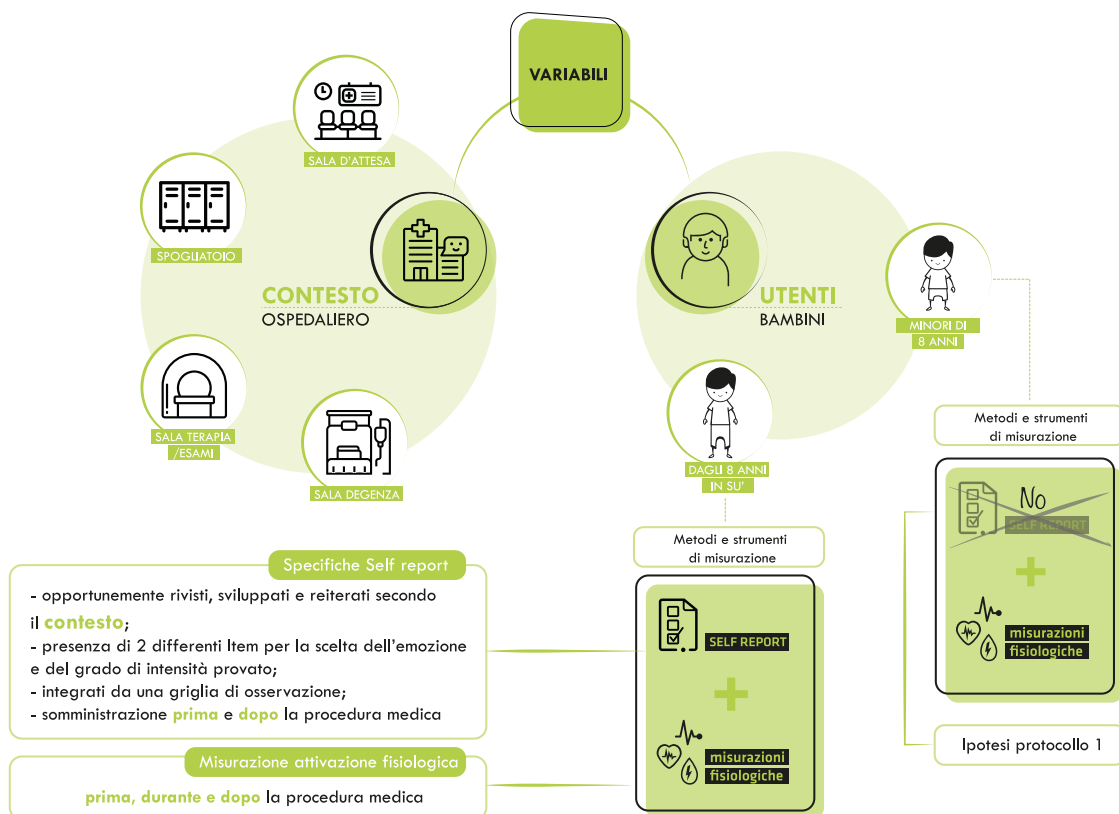 VARIABILI
SALA D'ATTESA
SPOGLIATOIO
CONTESTO
OSPEDALIERO
SALA TERAPIA
/ESAMI
SALA DEGENZA
UTENTI
BAMBINI
MINORI DI
8 ANNI
DAGLI 8 ANNI
IN SU'
Metodi e strumenti
di misurazione
No
SELF REPORT
+
misurazioni
fisiologiche
Ipotesi protocollo 1
Metodi e strumenti
di misurazione
SELF REPORT
+
misurazioni
fisiologiche
Specifiche Self report
- opportunemente rivisti, sviluppati e reiterati secondo
il contesto;
- presenza di 2 differenti Item per la scelta dell'emozione
e del grado di intensità provato;
- integrati da una griglia di osservazione;
- somministrazione prima e dopo la procedura medica
Misurazione attivazione fisiologica
prima, durante e dopo la procedura medica